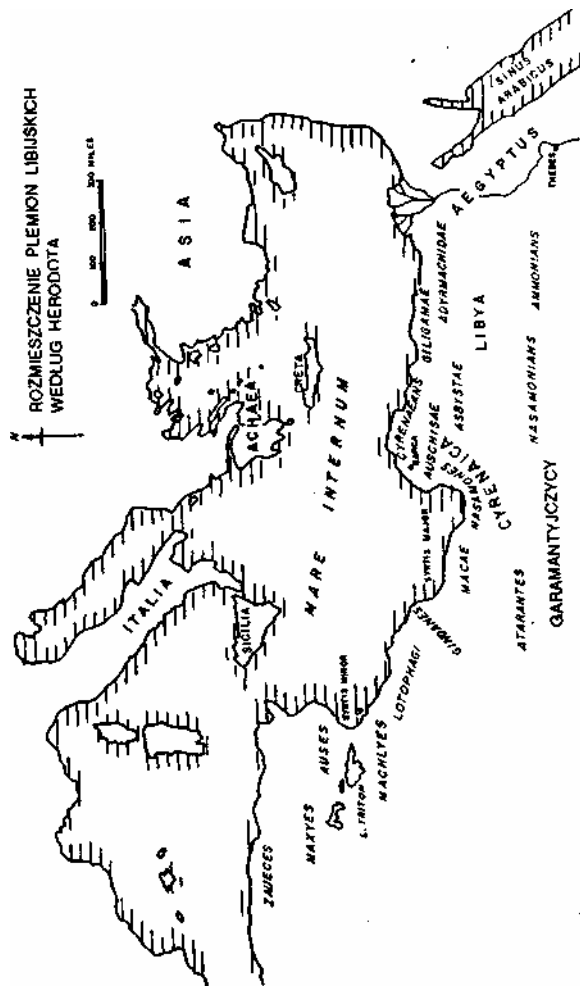 N
ROZMIESZCZENIE PLEMION LIBIJSKICH
WEDŁUG HERODOTA
0 100 200 300 MILES
ITALIA
ASIA
ACHAEA
SICILIA
CRETA
MARE INTERNUM
SINUS
ARABICUS
AEGYPTUS
THEBES
ZAUECES
MAXYES
AUSES
SYRTIS MINOR
L. TRITON
MACHLYES
LOTOPHAGI
GINDANES
SYRTIS MAJOR
MACAE
NASAMONES
CYRENAICA
CYRENAEANS
BARCA
AUSCHISAE
ASBYSTAE
GILIGAMAE
ADYRMACHIDAE
LIBYA
ATARANTES
GARAMANTYJCZYCY
NASAMONIANS
AMMONIANS